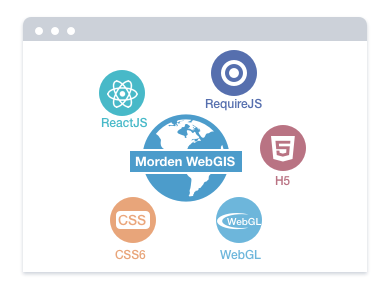 RequireJS
ReactJS
Morden WebGIS
5
H5
CSS
WebGL
CSS6
WebGL